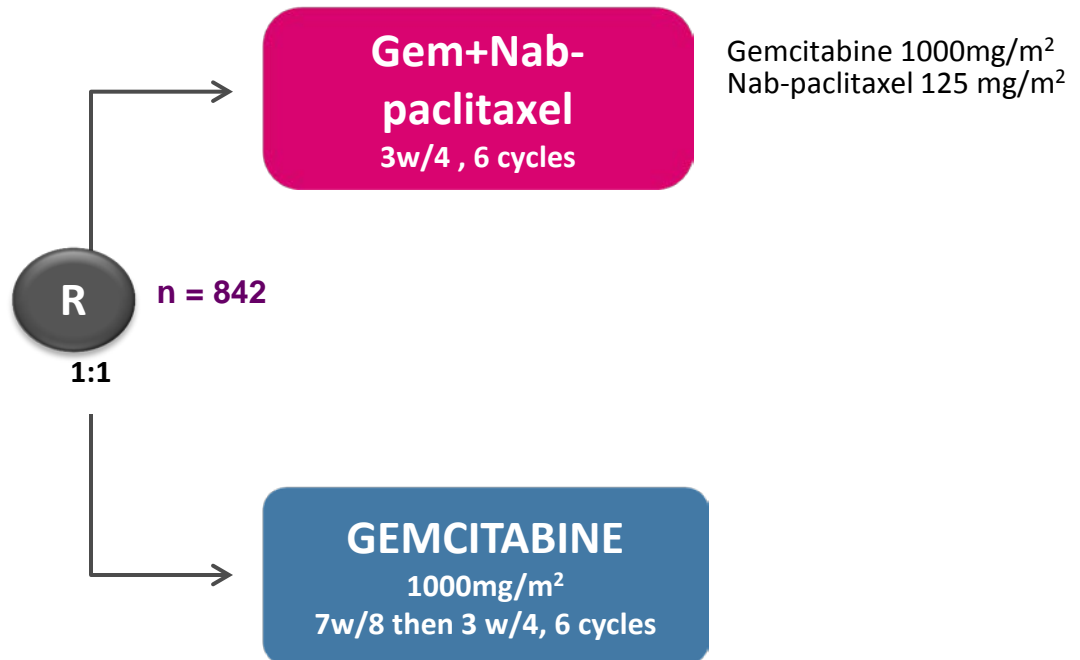 Gem+Nab-
paclitaxel
3w/4 , 6 cycles
Gemcitabine 1000mg/m²
Nab-paclitaxel 125 mg/m²
R
n = 842
1:1
GEMCITABINE
1000mg/m²
7w/8 then 3 w/4, 6 cycles